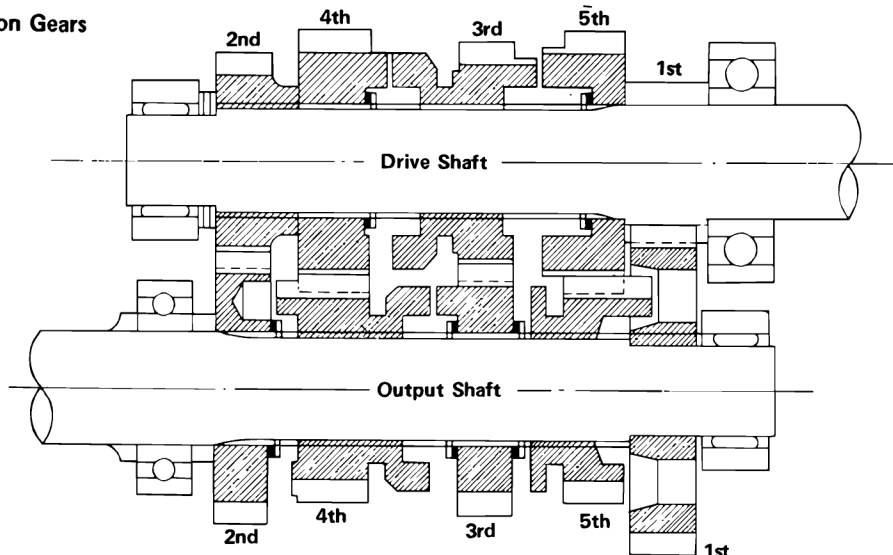 on Gears
4th
5th
2nd
3rd
1st
Drive Shaft
Output Shaft
2nd
4th
3rd
5th
1st